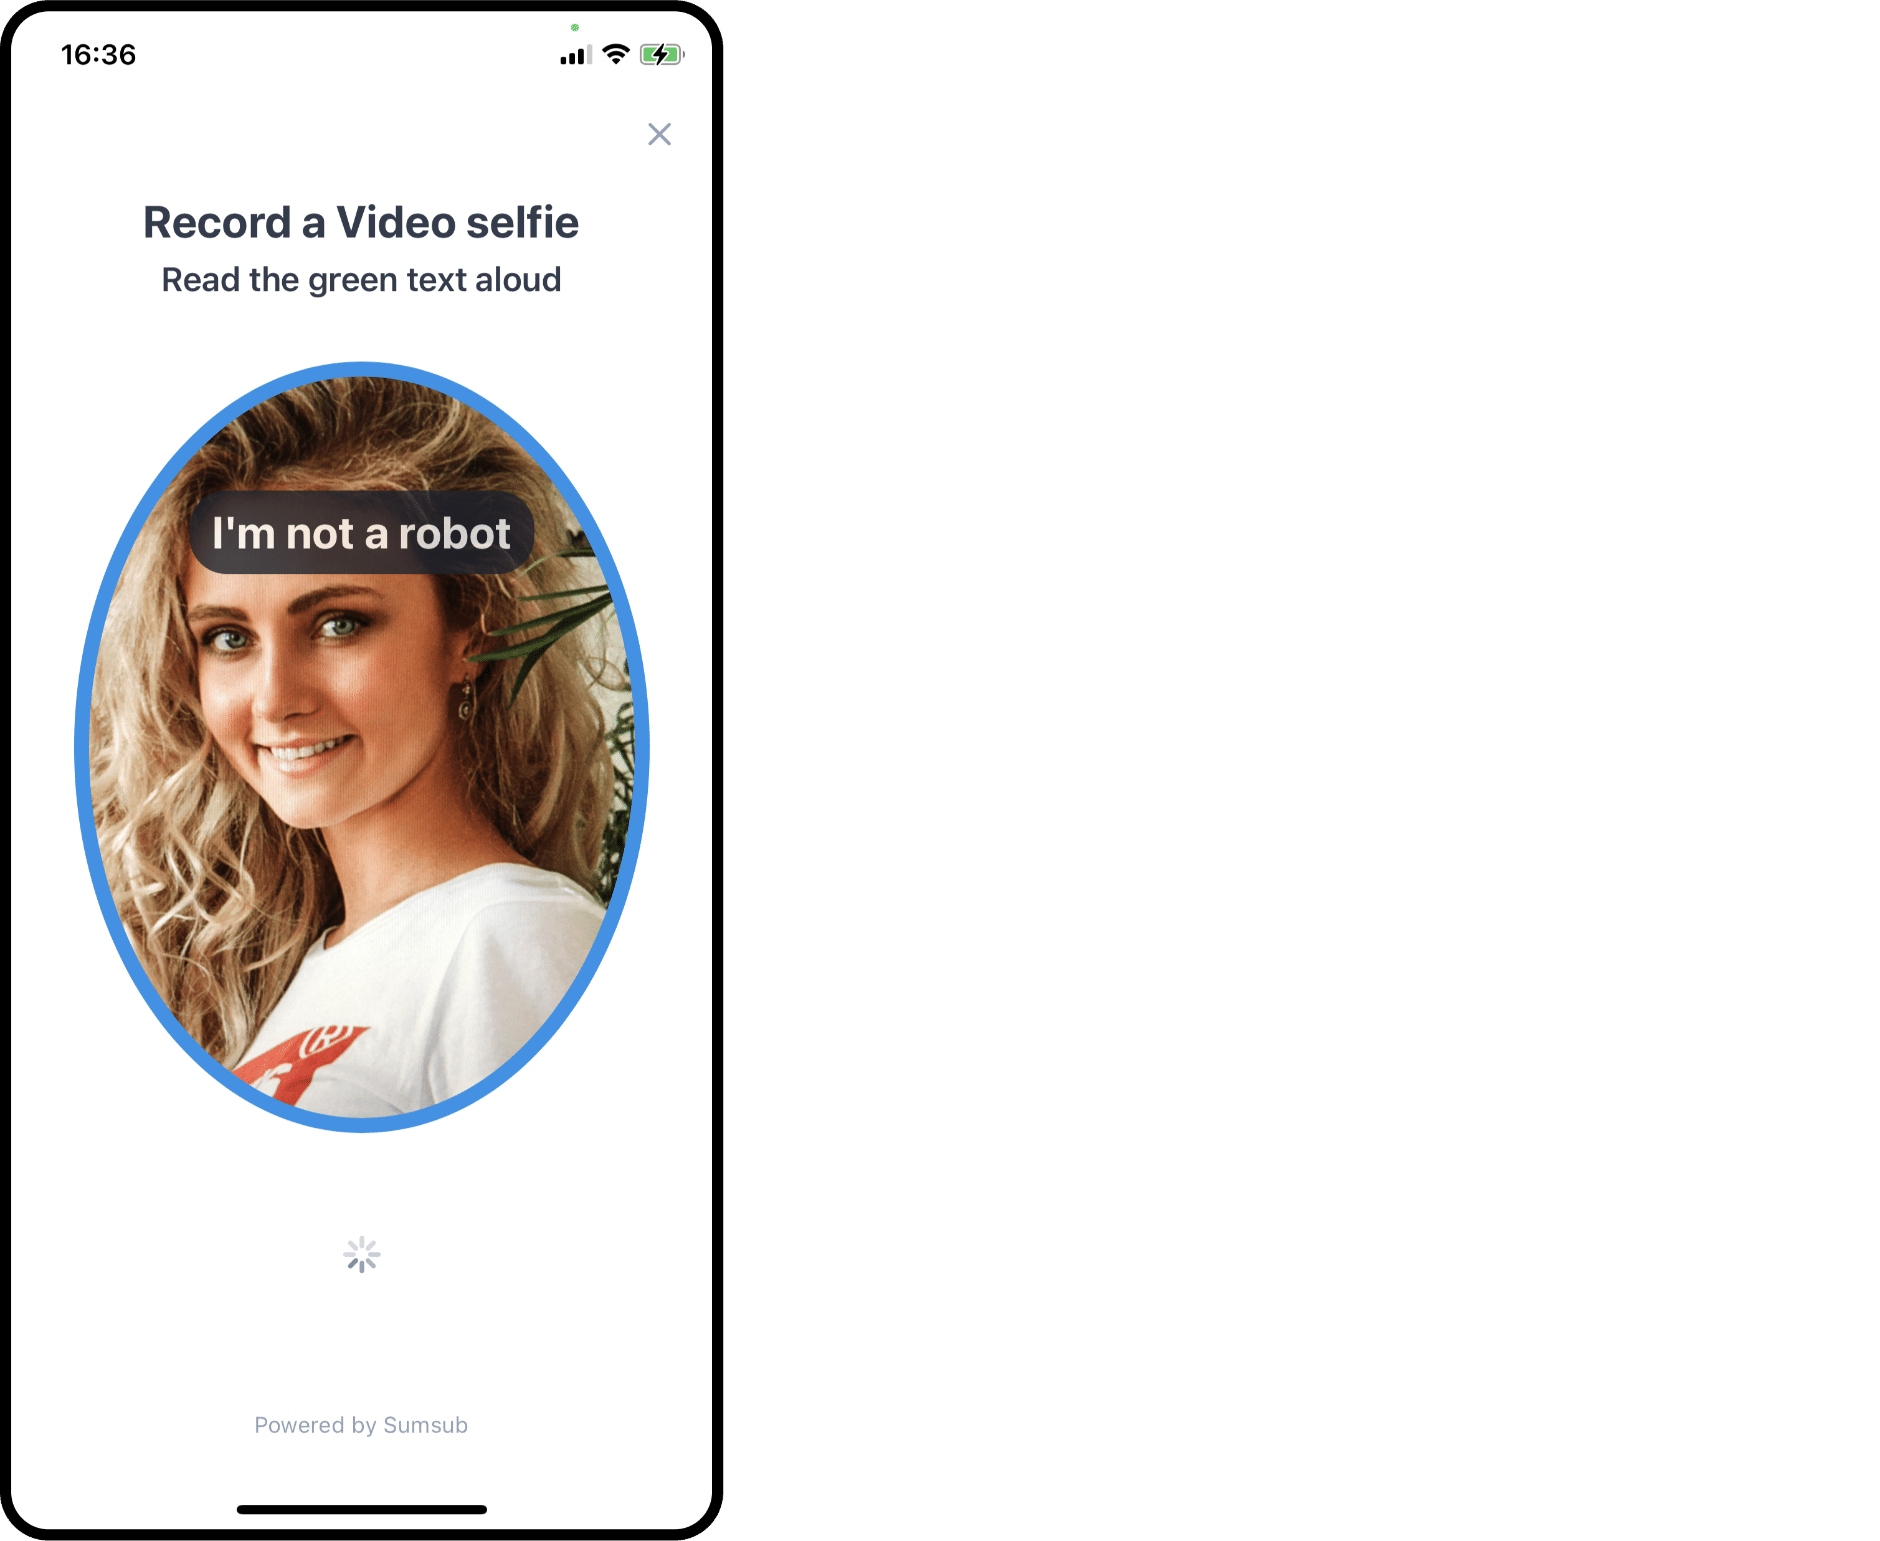 16:36
Record a Video selfie
Read the green text aloud
I'm not a robot
(R)
Powered by Sumsub